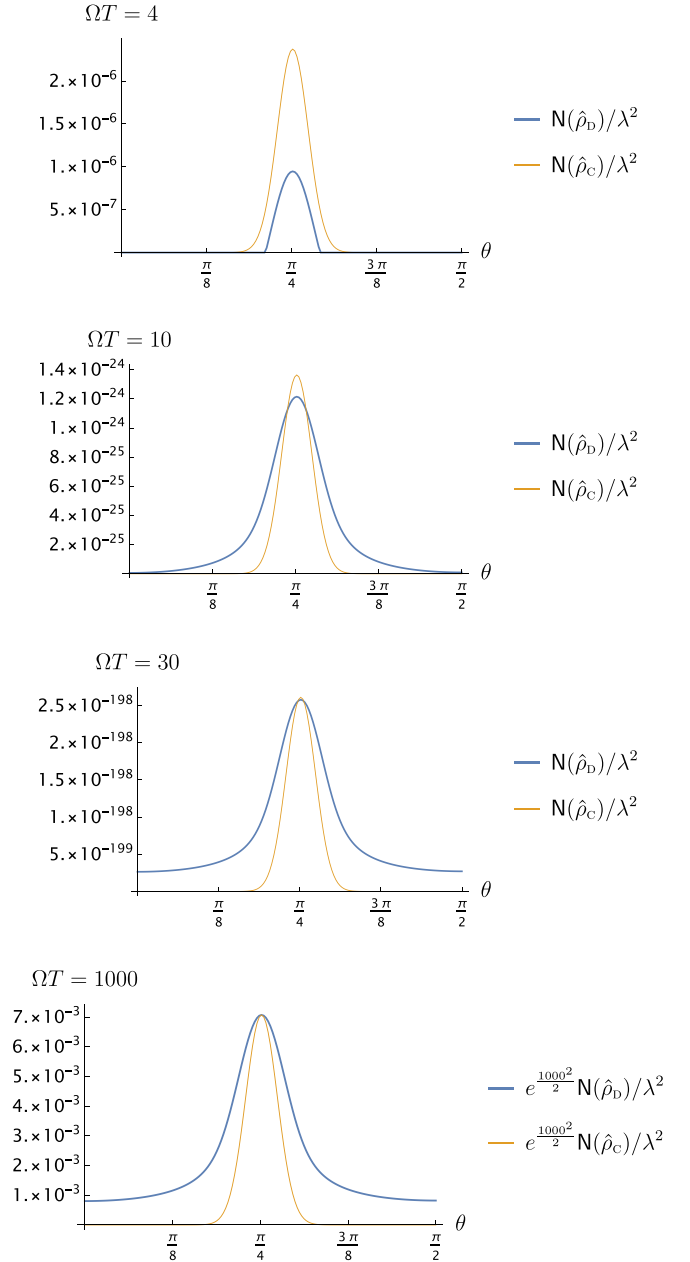 ΩT = 4
2.×10⁻⁶
1.5×10⁻⁶
1.×10⁻⁶
5.×10⁻⁷
N(ρ̂_D)/λ²
N(ρ̂_C)/λ²
π/8 π/4 3π/8 π/2 θ
ΩT = 10
1.4×10⁻²⁴
1.2×10⁻²⁴
1.×10⁻²⁴
8.×10⁻²⁵
6.×10⁻²⁵
4.×10⁻²⁵
2.×10⁻²⁵
N(ρ̂_D)/λ²
N(ρ̂_C)/λ²
π/8 π/4 3π/8 π/2 θ
ΩT = 30
2.5×10⁻¹⁹⁸
2.×10⁻¹⁹⁸
1.5×10⁻¹⁹⁸
1.×10⁻¹⁹⁸
5.×10⁻¹⁹⁹
N(ρ̂_D)/λ²
N(ρ̂_C)/λ²
π/8 π/4 3π/8 π/2 θ
ΩT = 1000
7.×10⁻³
6.×10⁻³
5.×10⁻³
4.×10⁻³
3.×10⁻³
2.×10⁻³
1.×10⁻³
e^(1000²/2) N(ρ̂_D)/λ²
e^(1000²/2) N(ρ̂_C)/λ²
π/8 π/4 3π/8 π/2 θ